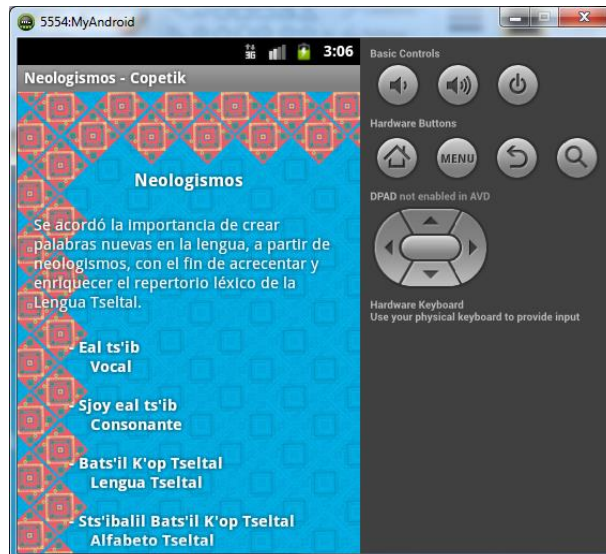 5554:MyAndroid
3G
3:06
Neologismos - Copetik
Neologismos
Se acordó la importancia de crear
palabras nuevas en la lengua, a partir de
neologismos, con el fin de acrecentar y
enriquecer el repertorio léxico de la
Lengua Tseltal.
- Eal ts'ib
Vocal
- Sjoy eal ts'ib
Consonante
- Bats'il K'op Tseltal
Lengua Tseltal
- Sts'ibalil Bats'il K'op Tseltal
Alfabeto Tseltal
Basic Controls
Hardware Buttons
MENU
DPAD not enabled in AVD
Hardware Keyboard
Use your physical keyboard to provide input